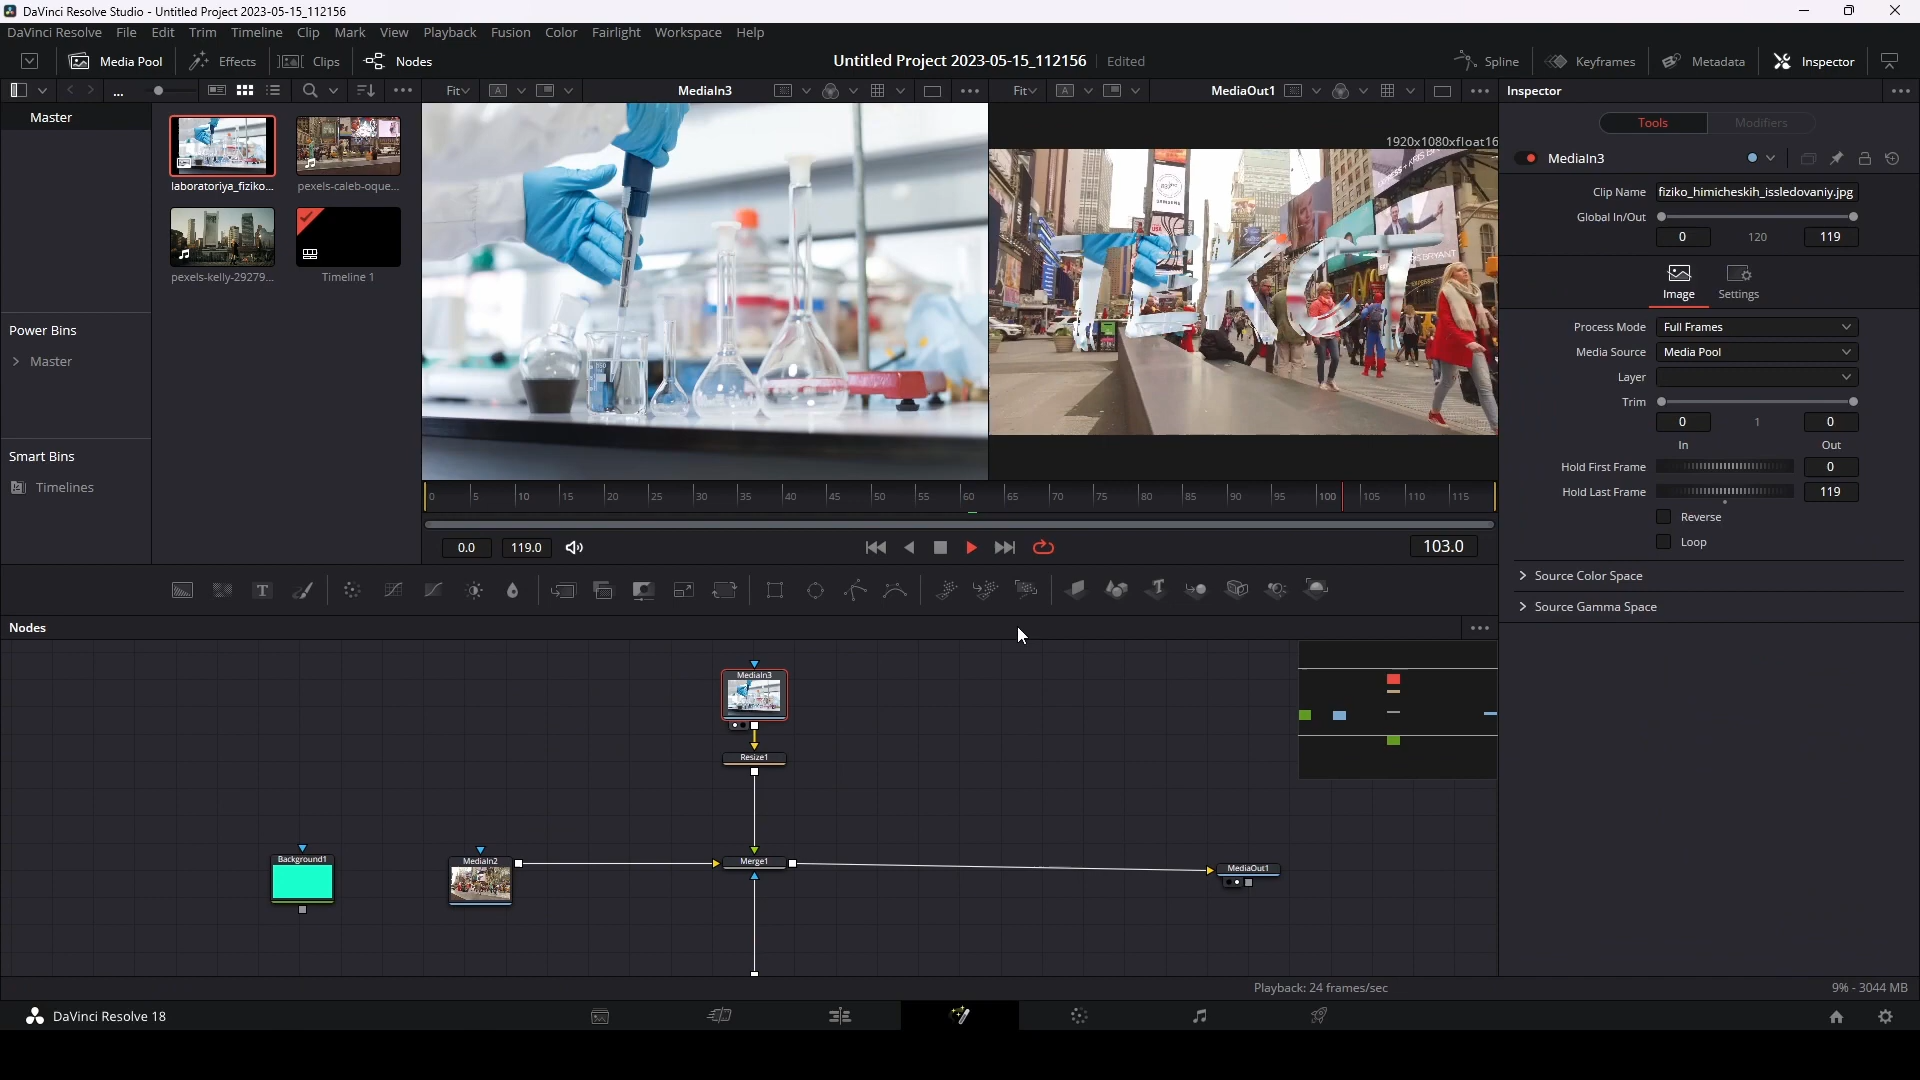 DaVinci Resolve Studio - Untitled Project 2023-05-15_112156
DaVinci Resolve File Edit Trim Timeline Clip Mark View Playback Fusion Color Fairlight Workspace Help
Media Pool Effects Clips Nodes Untitled Project 2023-05-15_112156 Edited Spline Keyframes Metadata Inspector
... Fit A MediaIn3 Fit A MediaOut1 Inspector
Master
1920x1080xfloat16
Tools Modifiers
MediaIn3
laboratoriya_fiziko... pexels-caleb-oque...
Clip Name fiziko_himicheskih_issledovaniy.jpg
Global In/Out
0 120 119
pexels-kelly-29279... Timeline 1
SAMSUNG
ТЕКСТ
Image Settings
Power Bins
Master
Process Mode Full Frames
Media Source Media Pool
Layer
Trim
0 1 0
In Out
Smart Bins
Timelines
Hold First Frame 0
Hold Last Frame 119
0 5 10 15 20 25 30 35 40 45 50 55 60 65 70 75 80 85 90 95 100 105 110 115
Reverse
Loop
0.0 119.0 103.0
Source Color Space
Source Gamma Space
T T
Nodes
MediaIn3
Resize1
Background1 MediaIn2 Merge1 MediaOut1
Playback: 24 frames/sec 9% - 3044 MB
DaVinci Resolve 18